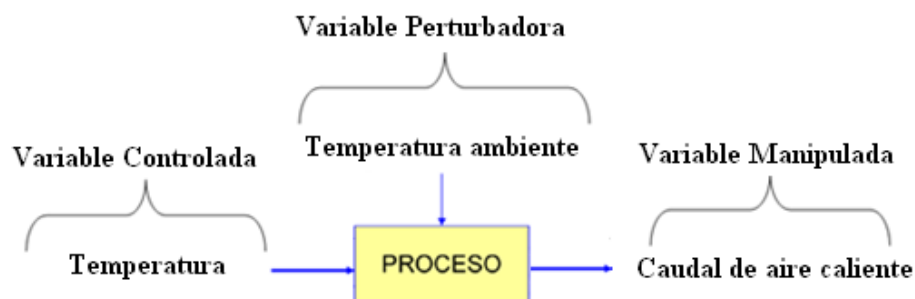 Variable Perturbadora
Variable Controlada
Temperatura ambiente
Variable Manipulada
Temperatura
PROCESO
Caudal de aire caliente